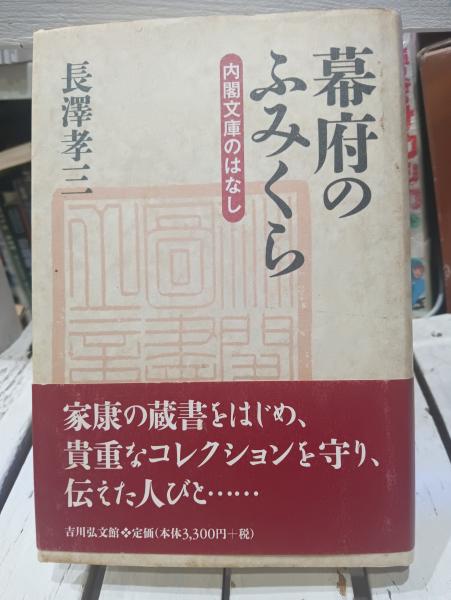 幕府の
ふみくら
内閣文庫のはなし
長澤孝三
家康の蔵書をはじめ、
貴重なコレクションを守り、
伝えた人びと……
吉川弘文館❖定価(本体3,300円+税)